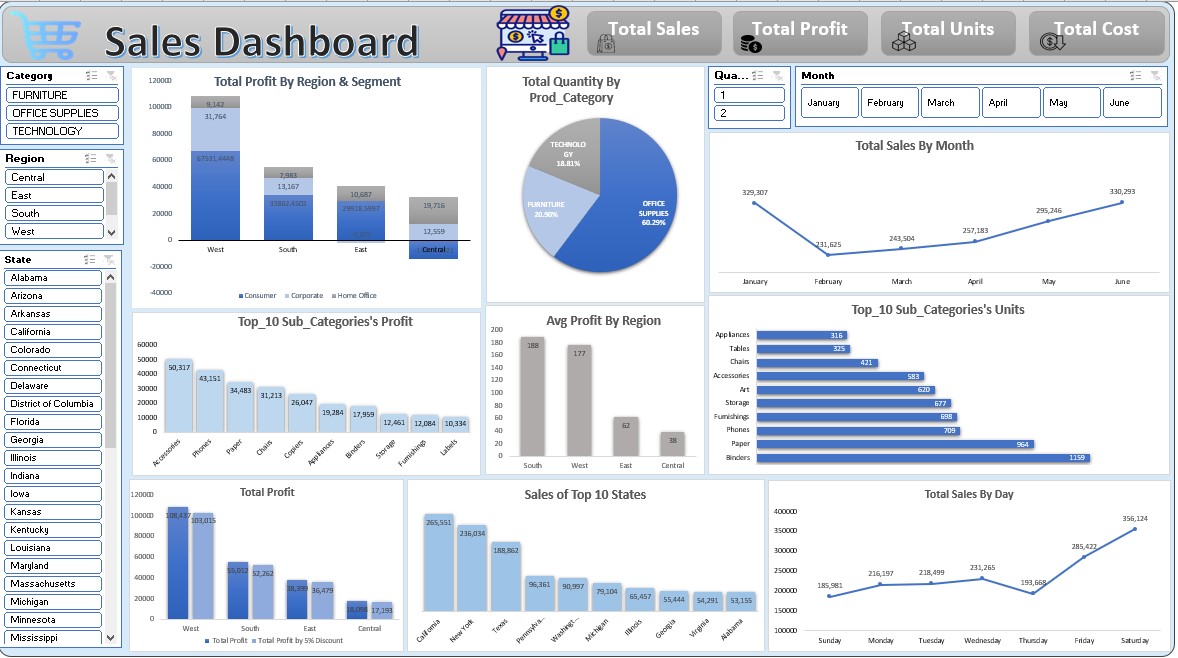 Sales Dashboard
Total Sales
Total Profit
Total Units
Total Cost
Category
FURNITURE
OFFICE SUPPLIES
TECHNOLOGY
Region
Central
East
South
West
State
Alabama
Arizona
Arkansas
California
Colorado
Connecticut
Delaware
District of Columbia
Florida
Georgia
Illinois
Indiana
Iowa
Kansas
Kentucky
Louisiana
Maryland
Massachusetts
Michigan
Minnesota
Mississippi
Total Profit By Region & Segment
120000
100000
80000
60000
40000
20000
0
-20000
-40000
9,142
31,764
67531.4448
7,983
13,167
33862.4503
10,687
29918.5997
19,716
12,559
West
South
East
Central
Consumer
Corporate
Home Office
Total Quantity By
Prod_Category
TECHNOLO
GY
18.81%
FURNITURE
20.90%
OFFICE
SUPPLIES
60.29%
Qua...
1
2
Month
January
February
March
April
May
June
Total Sales By Month
329,307
231,625
243,504
257,183
295,246
330,293
January
February
March
April
May
June
Top_10 Sub_Categories's Profit
60000
50000
40000
30000
20000
10000
0
50,317
43,151
34,483
31,213
26,047
19,284
17,959
12,461
12,084
10,334
Accessories
Phones
Paper
Chairs
Copiers
Appliances
Binders
Storage
Furnishings
Labels
Avg Profit By Region
200
180
160
140
120
100
80
60
40
20
0
188
177
62
38
South
West
East
Central
Top_10 Sub_Categories's Units
Appliances 316
Tables 325
Chairs 421
Accessories 583
Art 620
Storage 677
Furnishings 698
Phones 709
Paper 964
Binders 1159
Total Profit
120000
100000
80000
60000
40000
20000
0
108,437
103,015
55,012
52,262
38,399
36,479
18,098
17,193
West
South
East
Central
Total Profit
Total Profit by 5% Discount
Sales of Top 10 States
265,551
236,034
188,862
96,361
90,997
79,104
65,457
55,444
54,291
53,155
California
New York
Texas
Pennsylva...
Washingt...
Michigan
Illinois
Georgia
Virginia
Alabama
Total Sales By Day
400000
350000
300000
250000
200000
150000
100000
185,981
216,197
218,499
231,265
193,668
285,422
356,124
Sunday
Monday
Tuesday
Wednesday
Thursday
Friday
Saturday